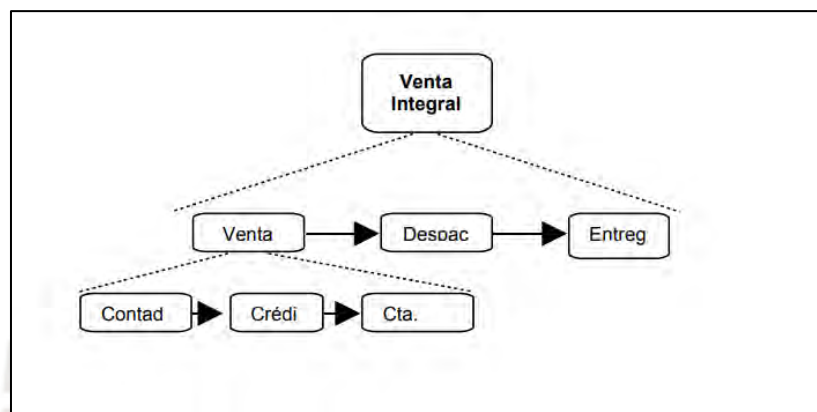 Venta
Integral
Venta
Despac
Entreg
Contad
Crédi
Cta.